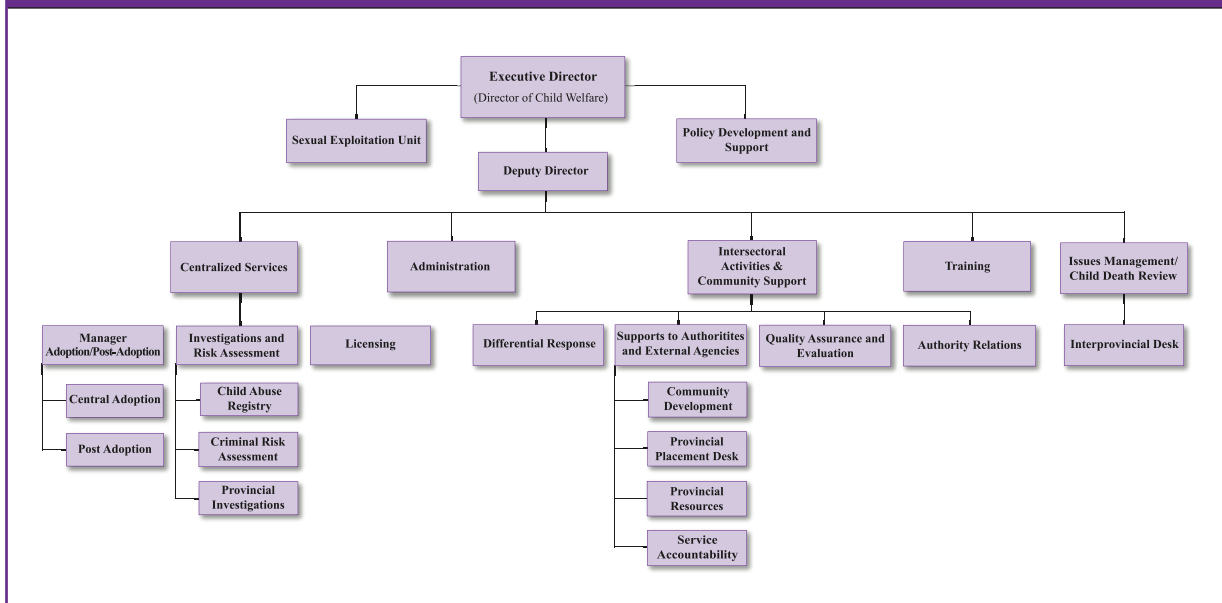 Executive Director
(Director of Child Welfare)
Sexual Exploitation Unit
Policy Development and
Support
Deputy Director
Centralized Services
Administration
Intersectoral
Activities &
Community Support
Training
Issues Management/
Child Death Review
Manager
Adoption/Post-Adoption
Investigations and
Risk Assessment
Licensing
Differential Response
Supports to Authoritites
and External Agencies
Quality Assurance and
Evaluation
Authority Relations
Interprovincial Desk
Central Adoption
Post Adoption
Child Abuse
Registry
Criminal Risk
Assessment
Provincial
Investigations
Community
Development
Provincial
Placement Desk
Provincial
Resources
Service
Accountability